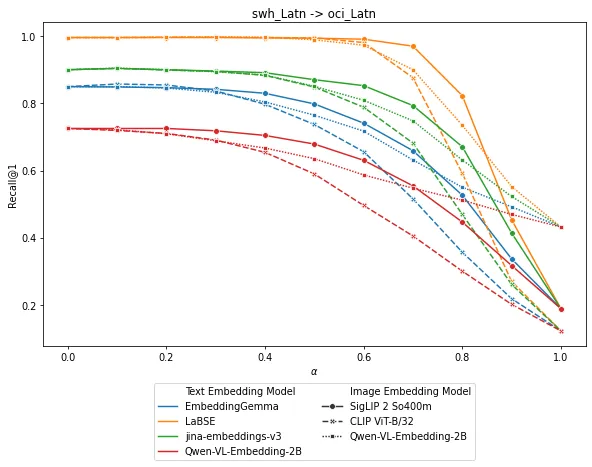 swh_Latn -> oci_Latn
Recall@1
1.0
0.8
0.6
0.4
0.2
0.0 0.2 0.4 0.6 0.8 1.0
α
Text Embedding Model
EmbeddingGemma
LaBSE
jina-embeddings-v3
Qwen-VL-Embedding-2B
Image Embedding Model
SigLIP 2 So400m
CLIP ViT-B/32
Qwen-VL-Embedding-2B